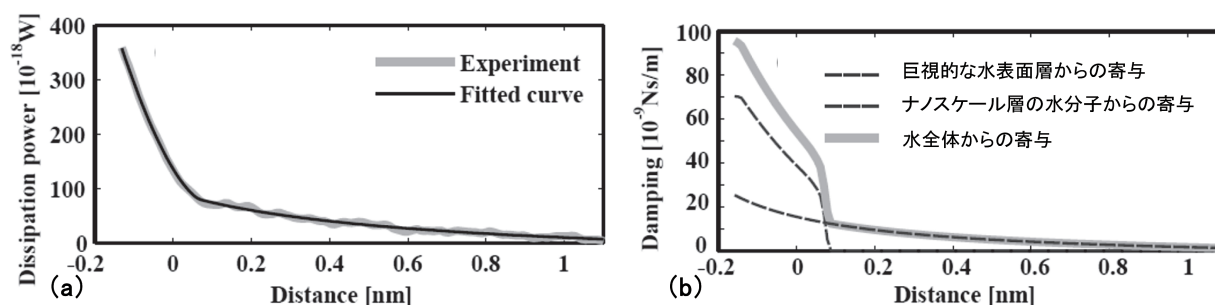 400
300
200
100
0
-0.2
0
0.2
0.4
0.6
0.8
1
Dissipation power [10⁻¹⁸W]
Distance [nm]
Experiment
Fitted curve
(a)
100
80
60
40
20
0
-0.2
0
0.2
0.4
0.6
0.8
1
Damping [10⁻⁹Ns/m]
Distance [nm]
巨視的な水表面層からの寄与
ナノスケール層の水分子からの寄与
水全体からの寄与
(b)